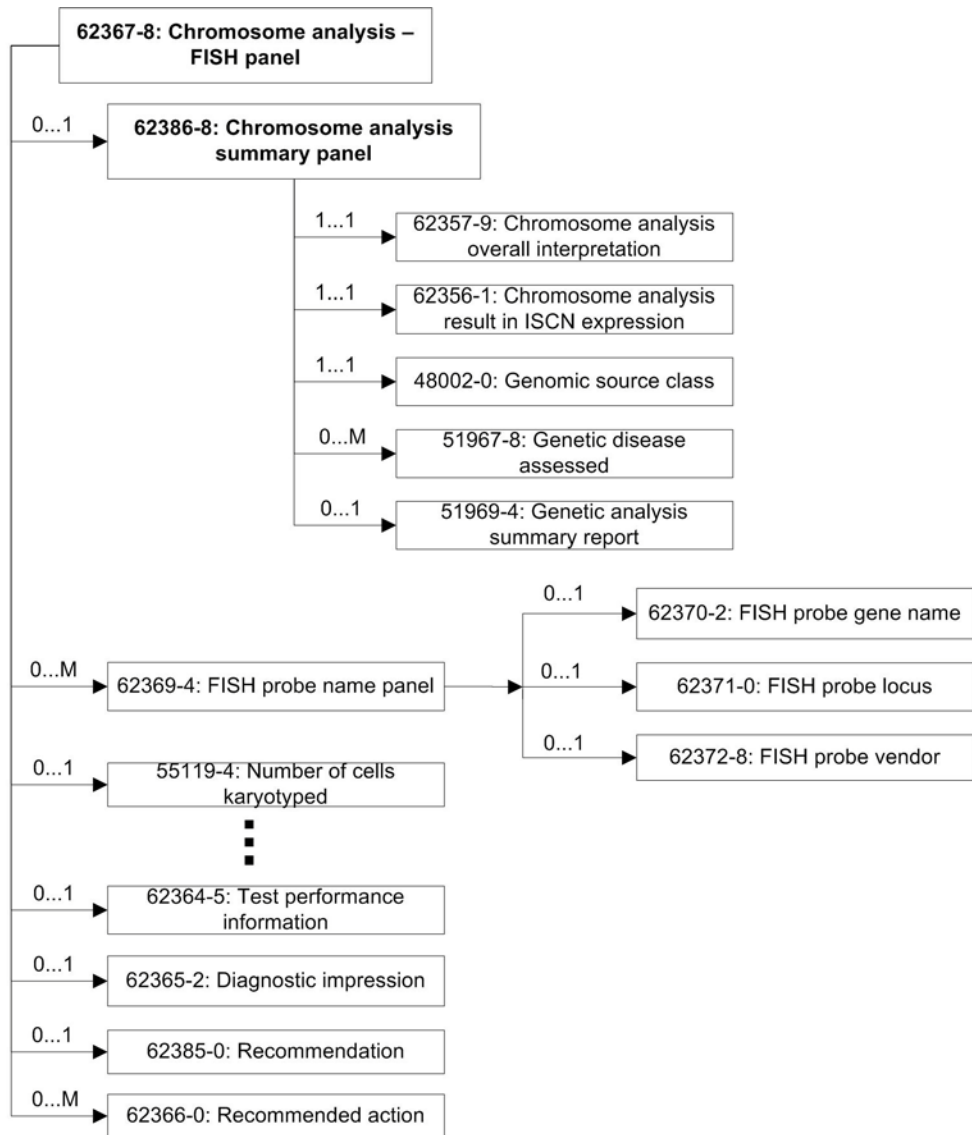 62367-8: Chromosome analysis –
FISH panel
0...1
62386-8: Chromosome analysis
summary panel
1...1
62357-9: Chromosome analysis
overall interpretation
1...1
62356-1: Chromosome analysis
result in ISCN expression
1...1
48002-0: Genomic source class
0...M
51967-8: Genetic disease
assessed
0...1
51969-4: Genetic analysis
summary report
0...M
62369-4: FISH probe name panel
0...1
62370-2: FISH probe gene name
0...1
62371-0: FISH probe locus
0...1
62372-8: FISH probe vendor
0...1
55119-4: Number of cells
karyotyped
0...1
62364-5: Test performance
information
0...1
62365-2: Diagnostic impression
0...1
62385-0: Recommendation
0...M
62366-0: Recommended action